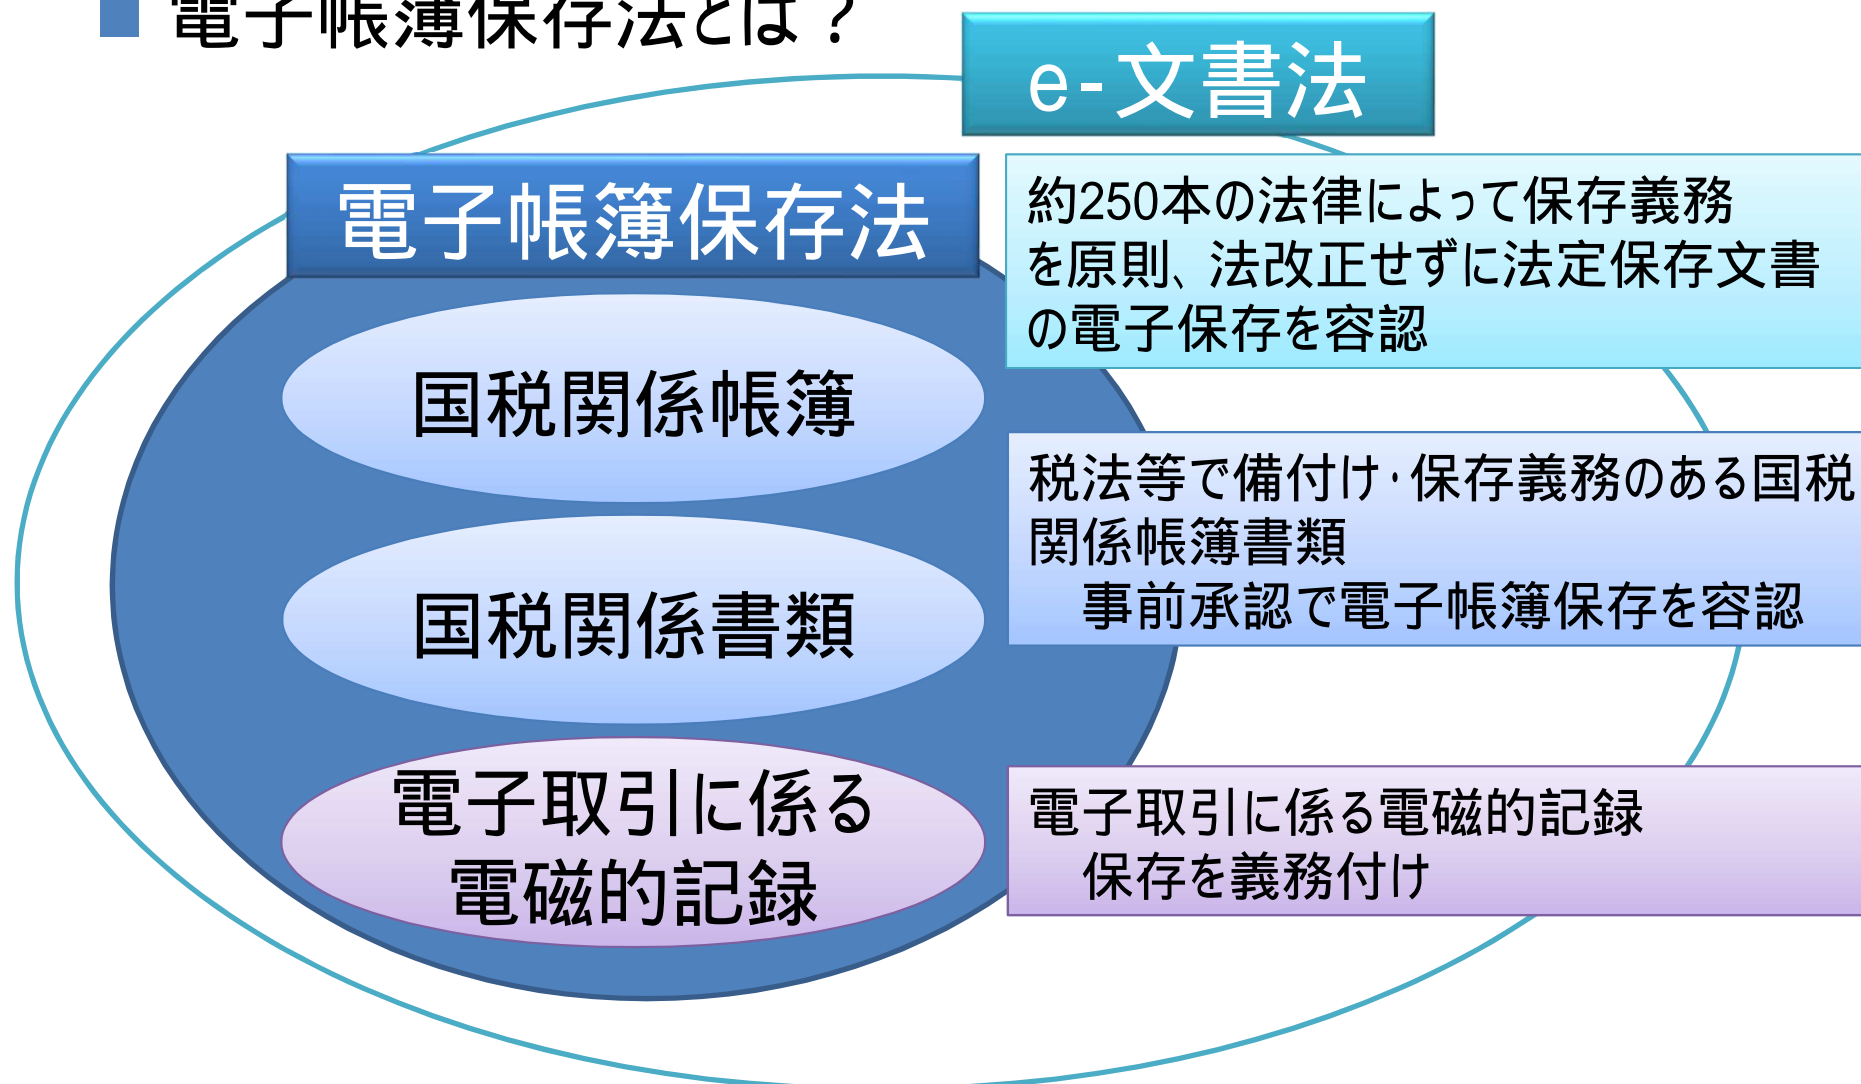 電子帳簿保存法とは？
e-文書法
電子帳簿保存法
約250本の法律によって保存義務
を原則、法改正せずに法定保存文書
の電子保存を容認
国税関係帳簿
税法等で備付け・保存義務のある国税
関係帳簿書類
事前承認で電子帳簿保存を容認
国税関係書類
電子取引に係る
電磁的記録
電子取引に係る電磁的記録
保存を義務付け